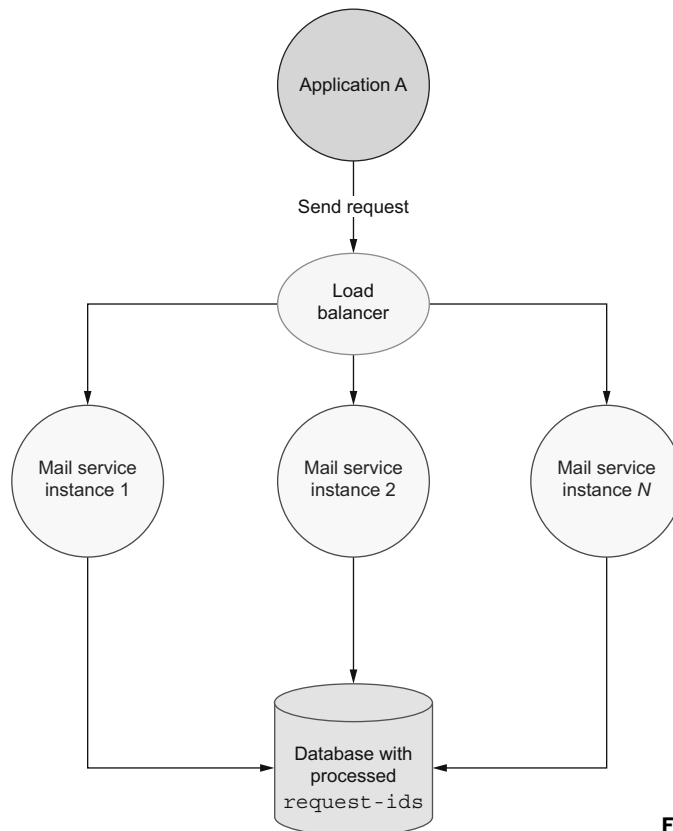 Application A
Send request
Load
balancer
Mail service
instance 1
Mail service
instance 2
Mail service
instance N
Database with
processed
request-ids
F